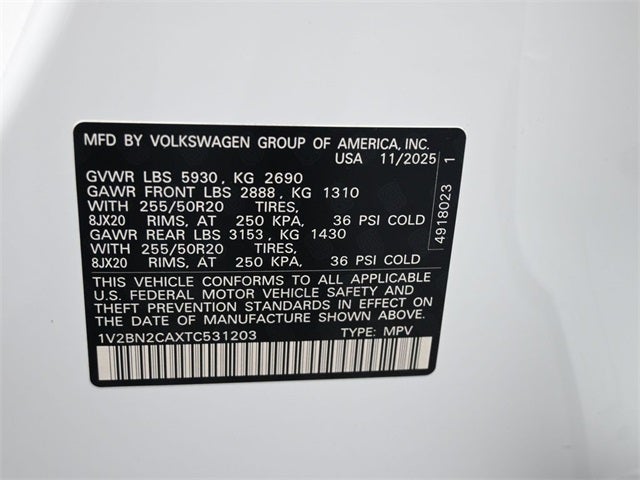 MFD BY VOLKSWAGEN GROUP OF AMERICA, INC.
USA 11/2025
GVWR LBS 5930, KG 2690
GAWR FRONT LBS 2888, KG 1310
WITH 255/50R20 TIRES,
8JX20 RIMS, AT 250 KPA, 36 PSI COLD
GAWR REAR LBS 3153, KG 1430
WITH 255/50R20 TIRES,
8JX20 RIMS, AT 250 KPA, 36 PSI COLD
THIS VEHICLE CONFORMS TO ALL APPLICABLE
U.S. FEDERAL MOTOR VEHICLE SAFETY AND
THEFT PREVENTION STANDARDS IN EFFECT ON
THE DATE OF MANUFACTURE SHOWN ABOVE.
1V2BN2CAXTC531203 TYPE: MPV
4918023 1